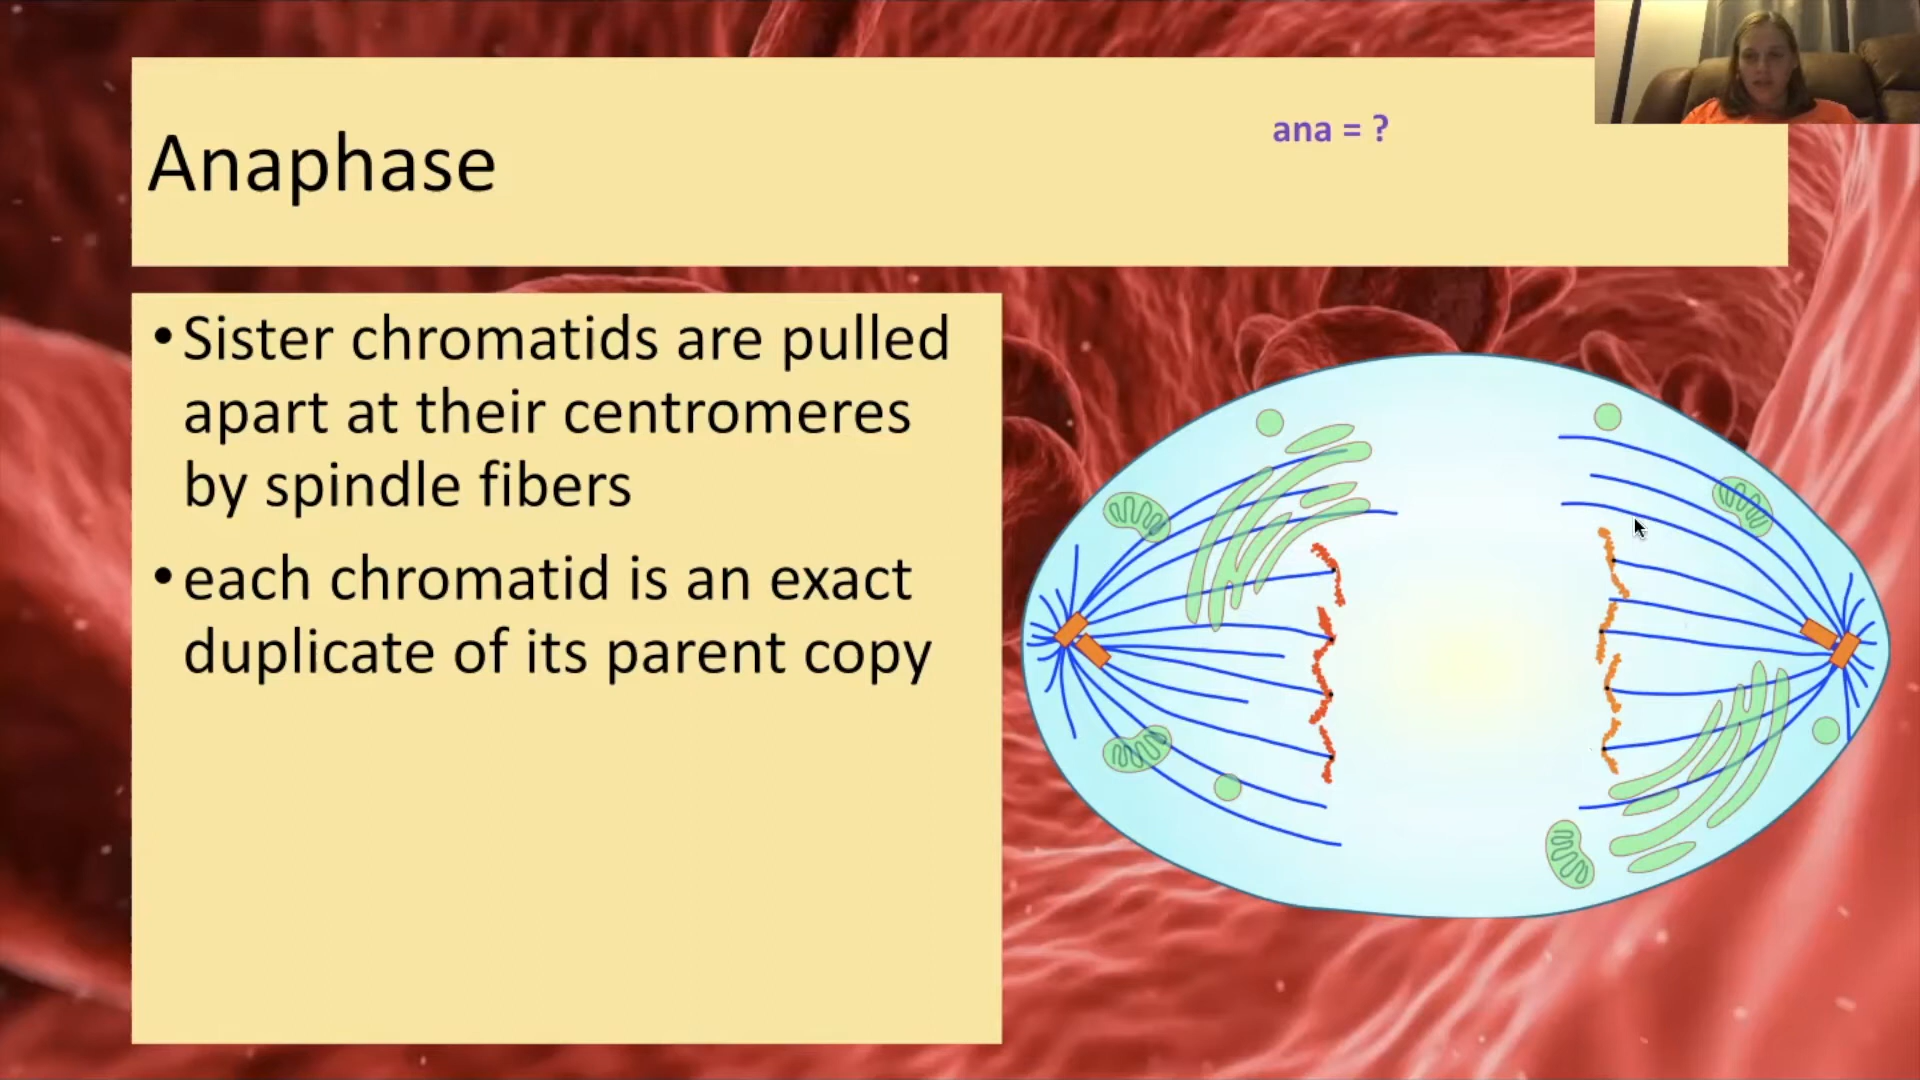 Anaphase
ana = ?
• Sister chromatids are pulled
apart at their centromeres
by spindle fibers
• each chromatid is an exact
duplicate of its parent copy